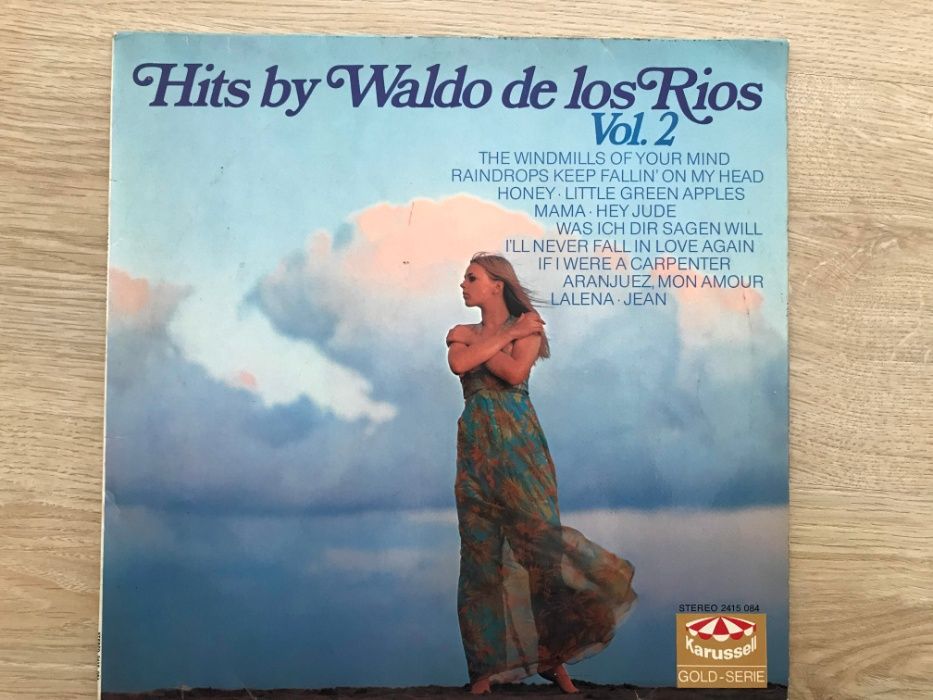 Hits by Waldo de los Rios
Vol. 2
THE WINDMILLS OF YOUR MIND
RAINDROPS KEEP FALLIN' ON MY HEAD
HONEY · LITTLE GREEN APPLES
MAMA · HEY JUDE
WAS ICH DIR SAGEN WILL
I'LL NEVER FALL IN LOVE AGAIN
IF I WERE A CARPENTER
ARANJUEZ, MON AMOUR
LALENA · JEAN
STEREO 2415 084
Karussell
GOLD-SERIE